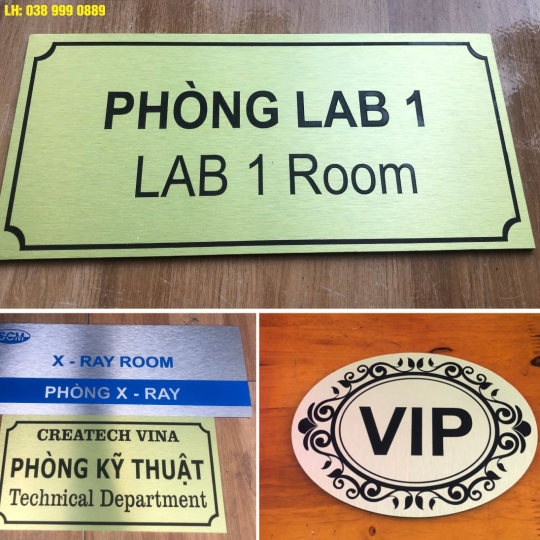 LH: 038 999 0889
PHÒNG LAB 1
LAB 1 Room
X - RAY ROOM
PHÒNG X - RAY
CREATECH VINA
PHÒNG KỸ THUẬT
Technical Department
VIP